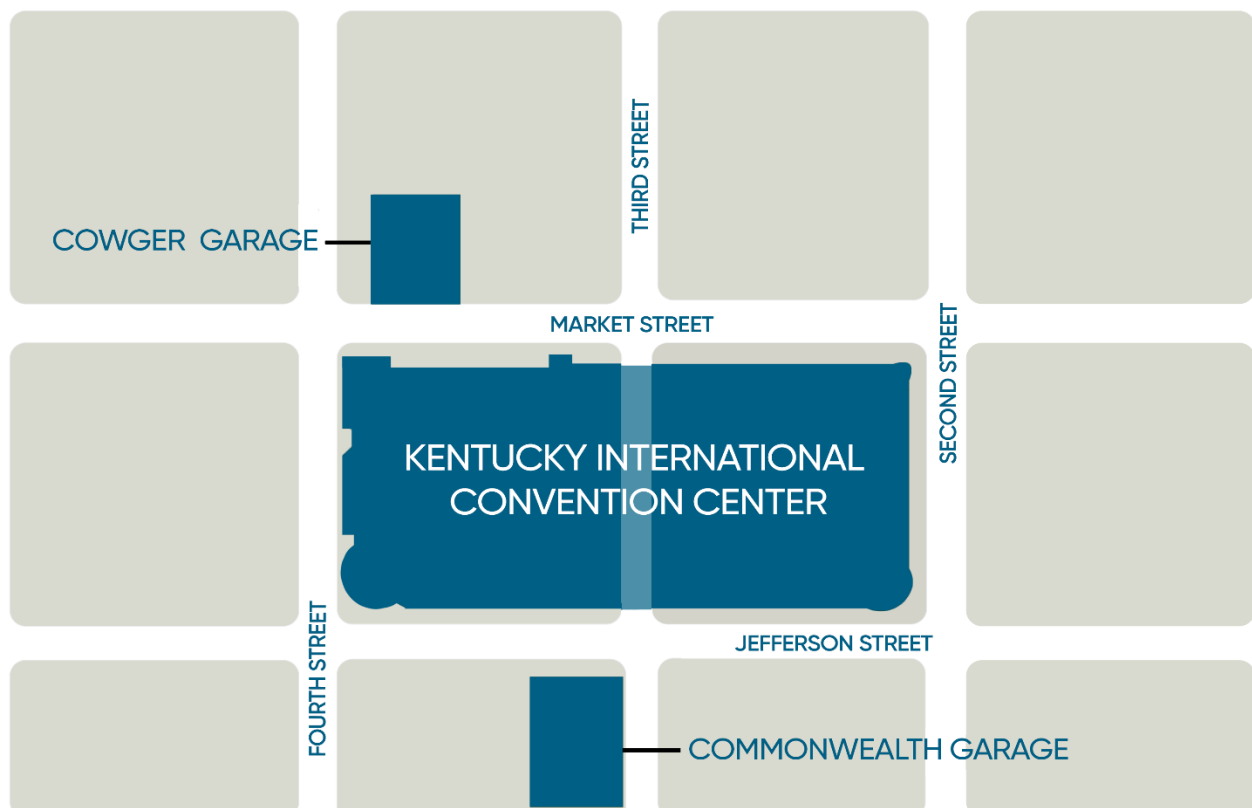 THIRD STREET
COWGER GARAGE
MARKET STREET
SECOND STREET
KENTUCKY INTERNATIONAL
CONVENTION CENTER
FOURTH STREET
JEFFERSON STREET
COMMONWEALTH GARAGE